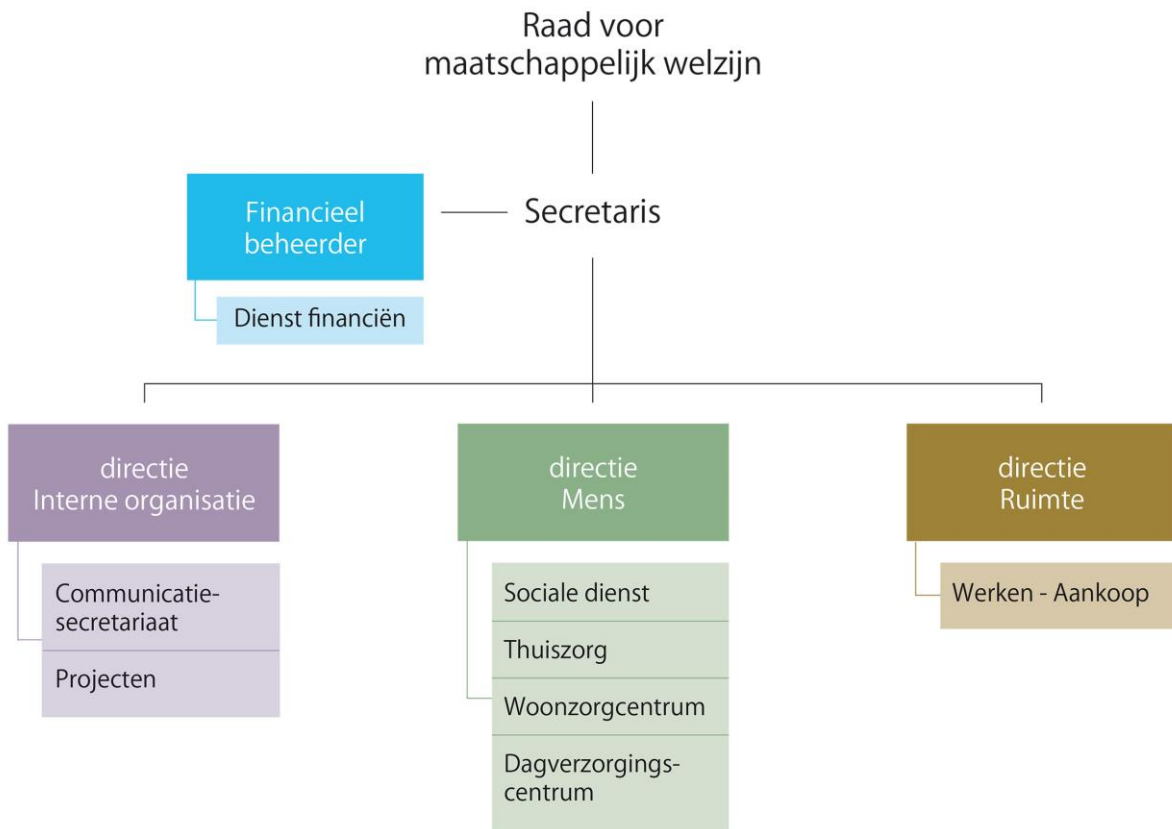 Raad voor
maatschappelijk welzijn
Financieel
beheerder
Secretaris
Dienst financiën
directie
Interne organisatie
Communicatie-
secretariaat
Projecten
directie
Mens
Sociale dienst
Thuiszorg
Woonzorgcentrum
Dagverzorgings-
centrum
directie
Ruimte
Werken - Aankoop